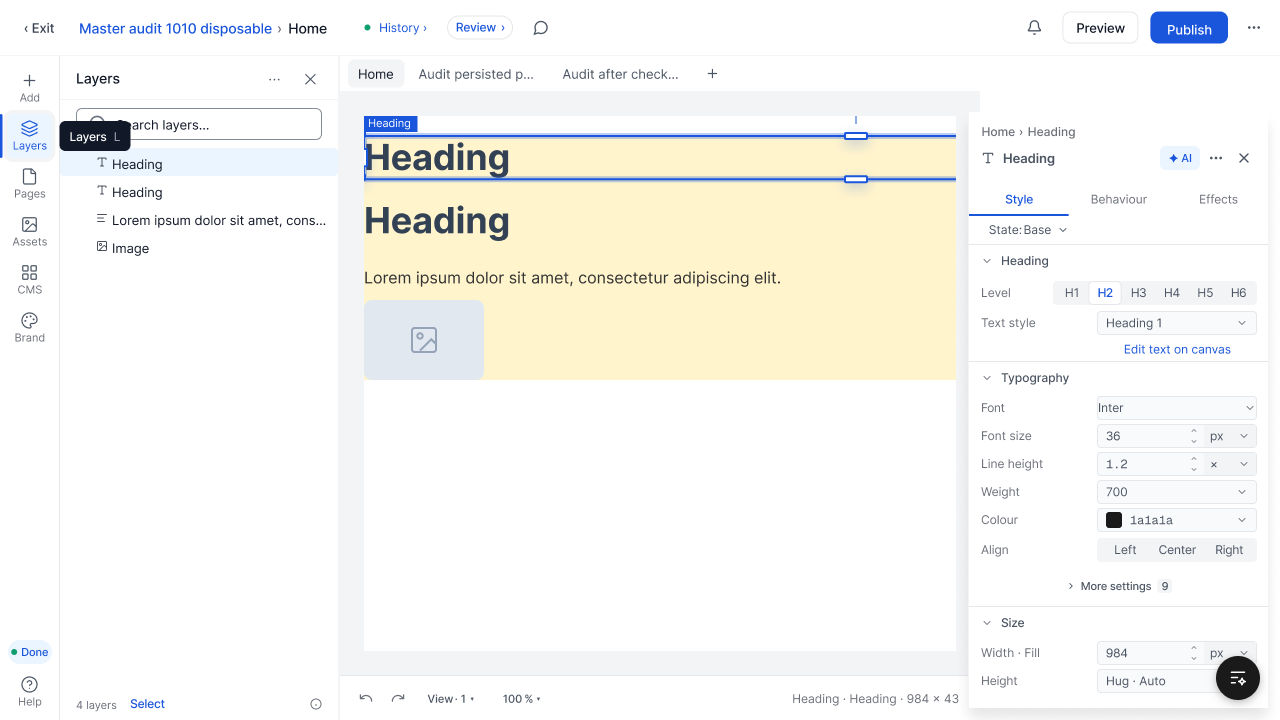 ‹ Exit
Master audit 1010 disposable › Home
History ›
Review ›
Preview
Publish
Add
Layers
Pages
Assets
CMS
Brand
Done
Help
Layers
Layers L
arch layers...
Heading
Heading
Lorem ipsum dolor sit amet, cons...
Image
4 layers
Select
Home
Audit persisted p...
Audit after check...
Heading
Heading
Heading
Lorem ipsum dolor sit amet, consectetur adipiscing elit.
View · 1
100 %
Heading · Heading · 984 × 43
Home › Heading
Heading
AI
Style
Behaviour
Effects
State: Base
Heading
Level
H1 H2 H3 H4 H5 H6
Text style
Heading 1
Edit text on canvas
Typography
Font
Inter
Font size
36
px
Line height
1.2
×
Weight
700
Colour
1a1a1a
Align
Left Center Right
More settings 9
Size
Width · Fill
984
px
Height
Hug · Auto